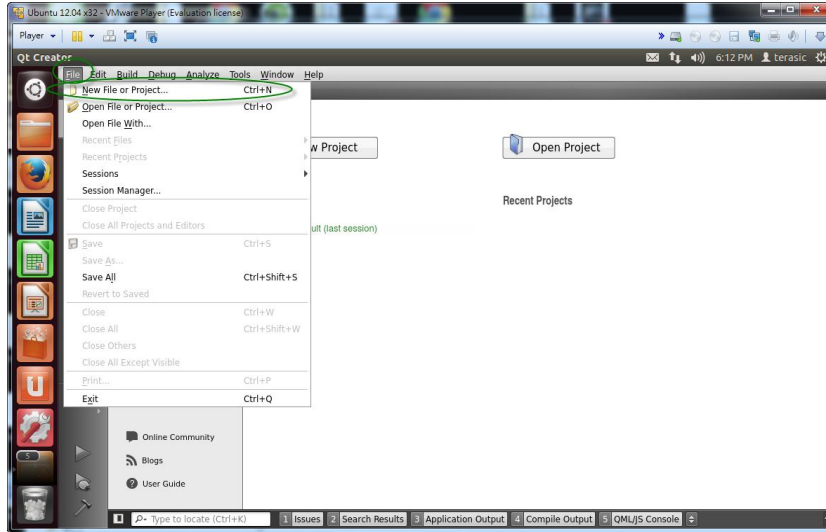 Ubuntu 12.04 x32 - VMware Player (Evaluation license)
Player
Qt Creator
6:12 PM terasic
File Edit Build Debug Analyze Tools Window Help
New File or Project... Ctrl+N
Open File or Project... Ctrl+O
Open File With...
Recent Files
w Project
Open Project
Recent Projects
Sessions
Session Manager...
Recent Projects
Close Project
Close All Projects and Editors
ult (last session)
Save Ctrl+S
Save As...
Save All Ctrl+Shift+S
Revert to Saved
Close Ctrl+W
Close All Ctrl+Shift+W
Close Others
Close All Except Visible
Print... Ctrl+P
Exit Ctrl+Q
Online Community
Blogs
User Guide
5
Type to locate (Ctrl+K)
1 Issues 2 Search Results 3 Application Output 4 Compile Output 5 QML/JS Console